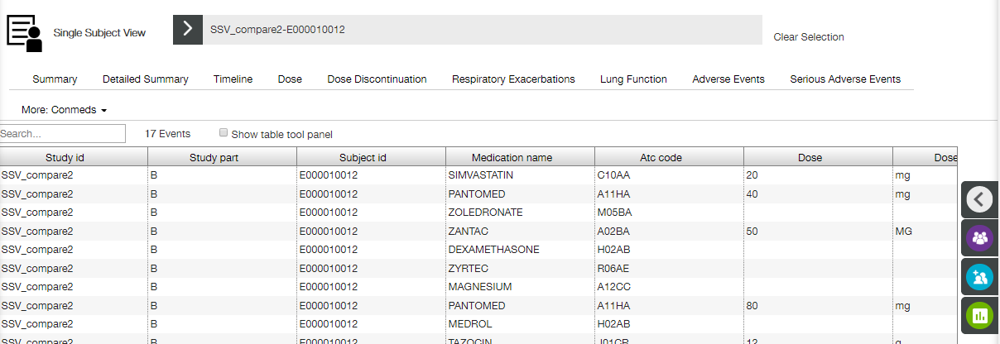 Single Subject View SSV_compare2-E000010012 Clear Selection
Summary Detailed Summary Timeline Dose Dose Discontinuation Respiratory Exacerbations Lung Function Adverse Events Serious Adverse Events
More: Conmeds
Search... 17 Events Show table tool panel
Study id Study part Subject id Medication name Atc code Dose Dose
SSV_compare2 B E000010012 SIMVASTATIN C10AA 20 mg
SSV_compare2 B E000010012 PANTOMED A11HA 40 mg
SSV_compare2 B E000010012 ZOLEDRONATE M05BA
SSV_compare2 B E000010012 ZANTAC A02BA 50 MG
SSV_compare2 B E000010012 DEXAMETHASONE H02AB
SSV_compare2 B E000010012 ZYRTEC R06AE
SSV_compare2 B E000010012 MAGNESIUM A12CC
SSV_compare2 B E000010012 PANTOMED A11HA 80 mg
SSV_compare2 B E000010012 MEDROL H02AB
SSV_compare2 B E000010012 TAZOCIN J01CR 12 g